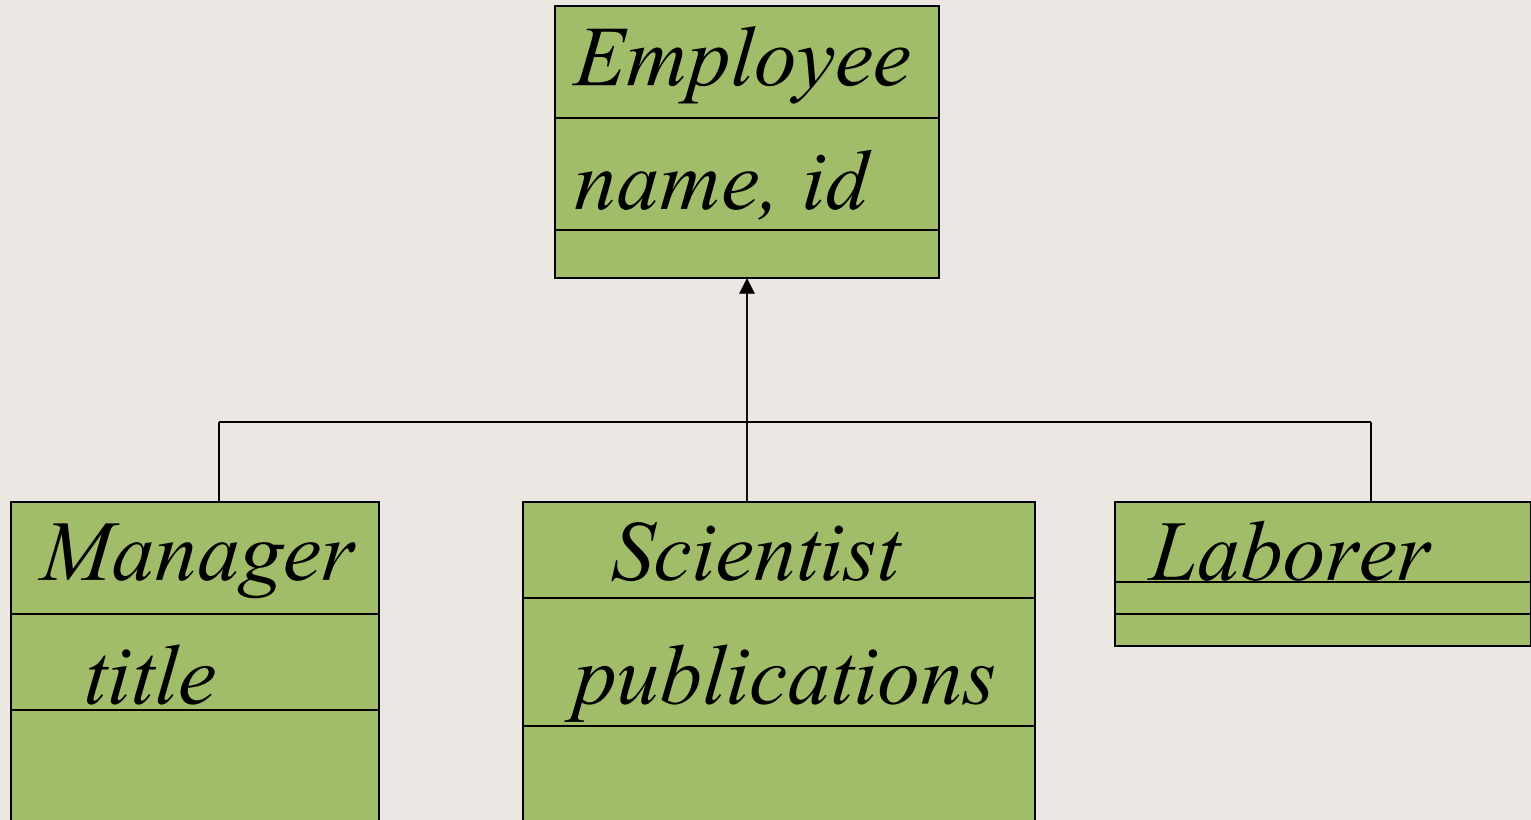 Employee
name, id
Manager
title
Scientist
publications
Laborer